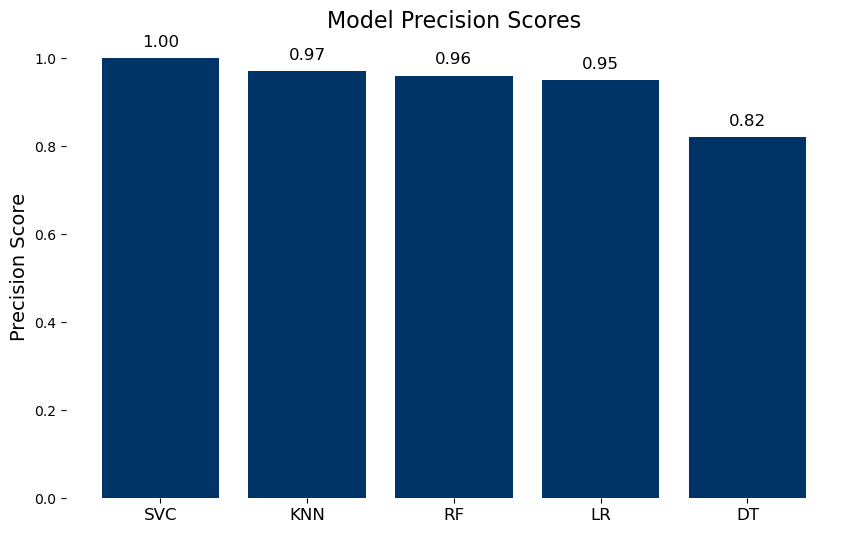 Model Precision Scores
Precision Score
1.0
0.8
0.6
0.4
0.2
0.0
1.00
0.97
0.96
0.95
0.82
SVC
KNN
RF
LR
DT